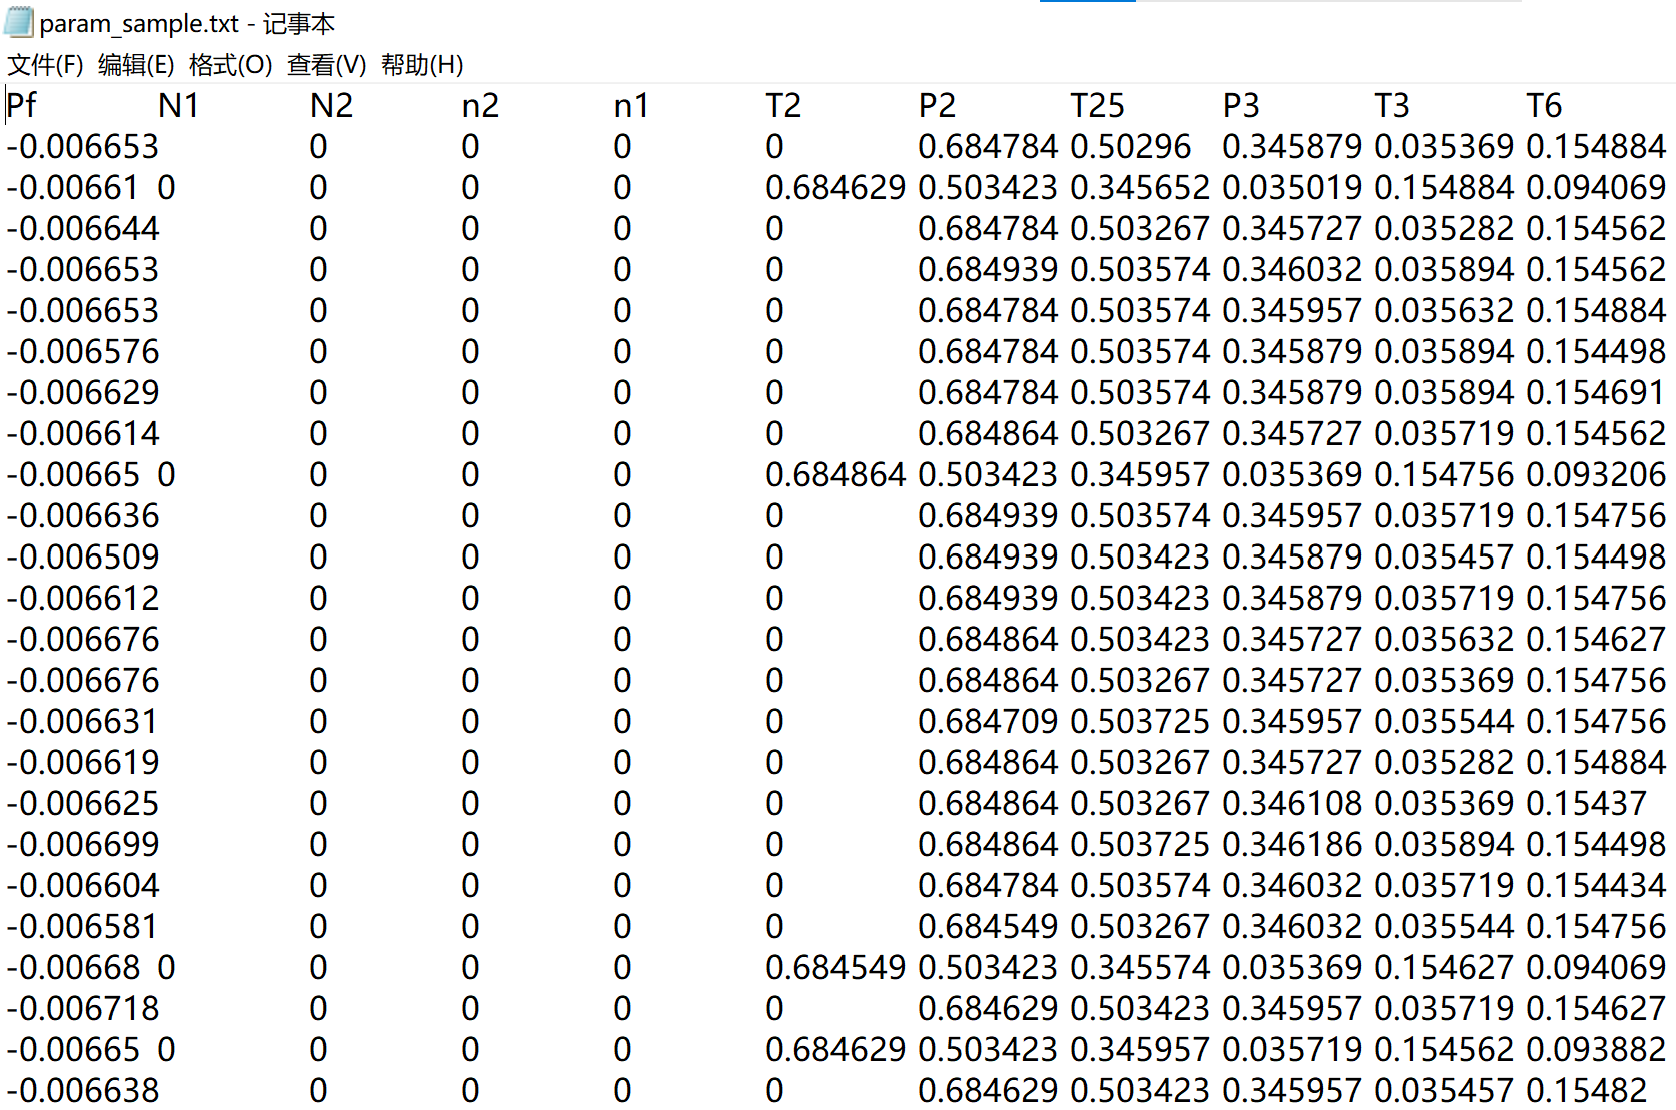 param_sample.txt - 记事本
文件(F) 编辑(E) 格式(O) 查看(V) 帮助(H)
Pf N1 N2 n2 n1 T2 P2 T25 P3 T3 T6
-0.006653 0 0 0 0 0.684784 0.50296 0.345879 0.035369 0.154884
-0.00661 0 0 0 0 0.684629 0.503423 0.345652 0.035019 0.154884 0.094069
-0.006644 0 0 0 0 0.684784 0.503267 0.345727 0.035282 0.154562
-0.006653 0 0 0 0 0.684939 0.503574 0.346032 0.035894 0.154562
-0.006653 0 0 0 0 0.684784 0.503574 0.345957 0.035632 0.154884
-0.006576 0 0 0 0 0.684784 0.503574 0.345879 0.035894 0.154498
-0.006629 0 0 0 0 0.684784 0.503574 0.345879 0.035894 0.154691
-0.006614 0 0 0 0 0.684864 0.503267 0.345727 0.035719 0.154562
-0.00665 0 0 0 0 0.684864 0.503423 0.345957 0.035369 0.154756 0.093206
-0.006636 0 0 0 0 0.684939 0.503574 0.345957 0.035719 0.154756
-0.006509 0 0 0 0 0.684939 0.503423 0.345879 0.035457 0.154498
-0.006612 0 0 0 0 0.684939 0.503423 0.345879 0.035719 0.154756
-0.006676 0 0 0 0 0.684864 0.503423 0.345727 0.035632 0.154627
-0.006676 0 0 0 0 0.684864 0.503267 0.345727 0.035369 0.154756
-0.006631 0 0 0 0 0.684709 0.503725 0.345957 0.035544 0.154756
-0.006619 0 0 0 0 0.684864 0.503267 0.345727 0.035282 0.154884
-0.006625 0 0 0 0 0.684864 0.503267 0.346108 0.035369 0.15437
-0.006699 0 0 0 0 0.684864 0.503725 0.346186 0.035894 0.154498
-0.006604 0 0 0 0 0.684784 0.503574 0.346032 0.035719 0.154434
-0.006581 0 0 0 0 0.684549 0.503267 0.346032 0.035544 0.154756
-0.00668 0 0 0 0 0.684549 0.503423 0.345574 0.035369 0.154627 0.094069
-0.006718 0 0 0 0 0.684629 0.503423 0.345957 0.035719 0.154627
-0.00665 0 0 0 0 0.684629 0.503423 0.345957 0.035719 0.154562 0.093882
-0.006638 0 0 0 0 0.684629 0.503423 0.345957 0.035457 0.15482